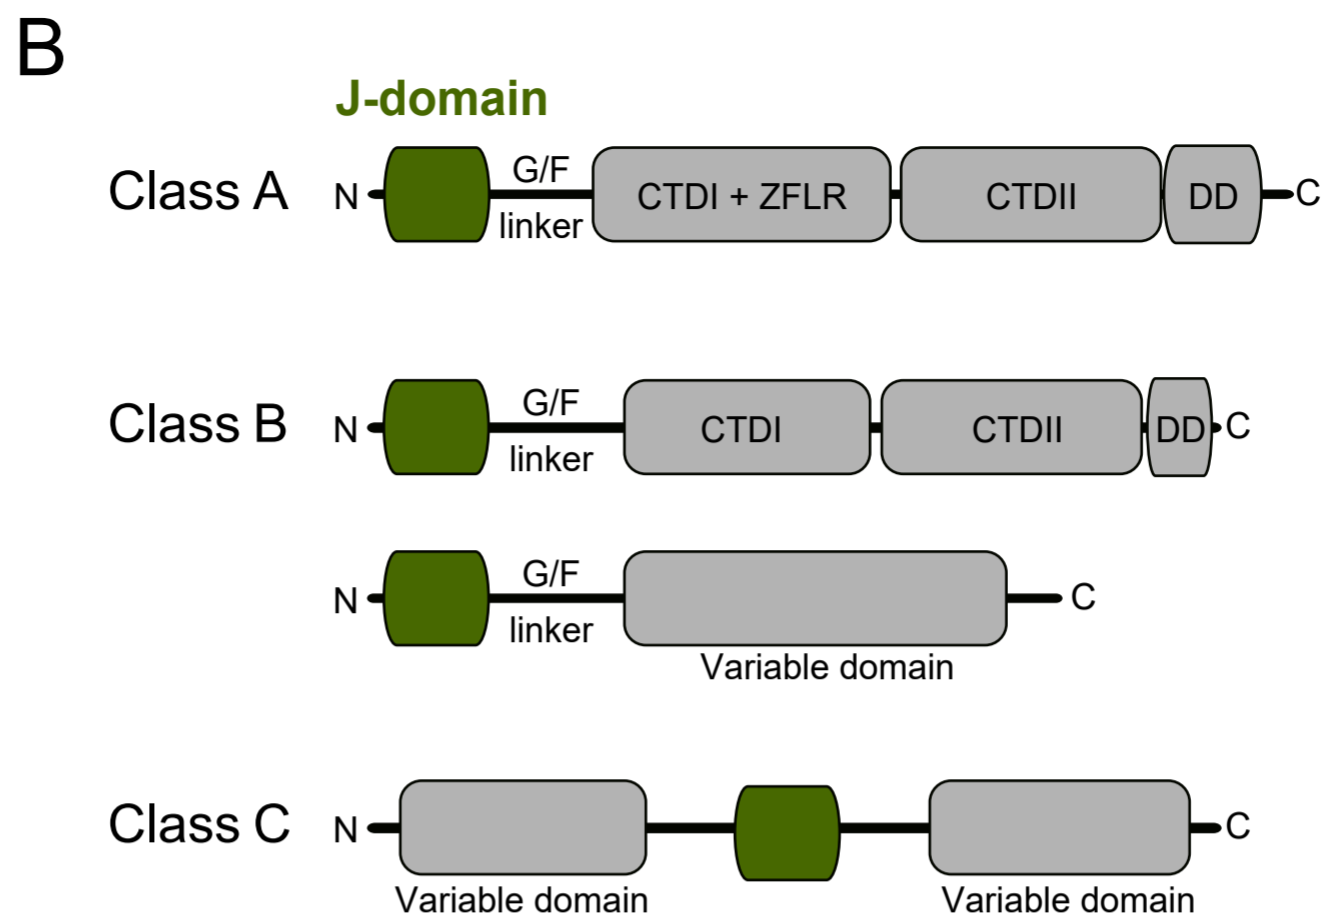 B
J-domain
Class A N G/F linker CTDI + ZFLR CTDII DD C
Class B N G/F linker CTDI CTDII DD C
N G/F linker C
Variable domain
Class C N C
Variable domain Variable domain